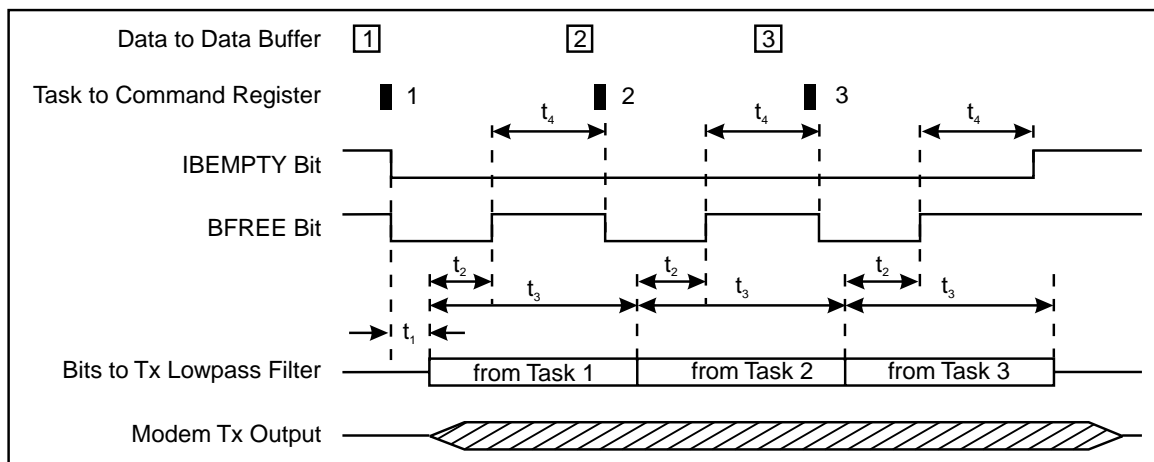 Data to Data Buffer 1 2 3
Task to Command Register 1 2 3
t4 t4 t4
IBEMPTY Bit
BFREE Bit
t2 t2 t2
t3 t3 t3
t1
Bits to Tx Lowpass Filter from Task 1 from Task 2 from Task 3
Modem Tx Output